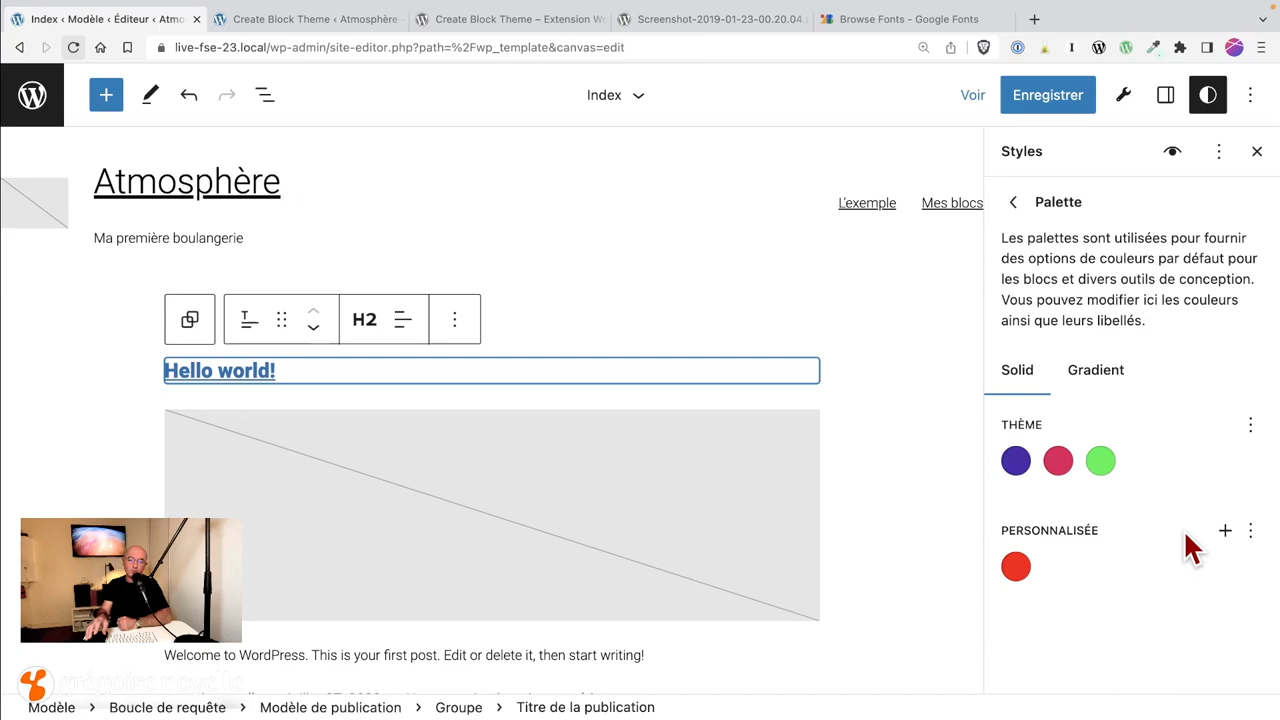 Index ‹ Modèle ‹ Éditeur ‹ Atmo
Create Block Theme ‹ Atmosphère
Create Block Theme – Extension Wo
Screenshot-2019-01-23-00.20.04.
Browse Fonts - Google Fonts
live-fse-23.local/wp-admin/site-editor.php?path=%2Fwp_template&canvas=edit
Index
Voir
Enregistrer
Styles
Atmosphère
Ma première boulangerie
L'exemple
Mes blocs
Palette
Les palettes sont utilisées pour fournir
des options de couleurs par défaut pour
les blocs et divers outils de conception.
Vous pouvez modifier ici les couleurs
ainsi que leurs libellés.
H2
Hello world!
Solid
Gradient
THÈME
PERSONNALISÉE
Welcome to WordPress. This is your first post. Edit or delete it, then start writing!
Modèle
Boucle de requête
Modèle de publication
Groupe
Titre de la publication